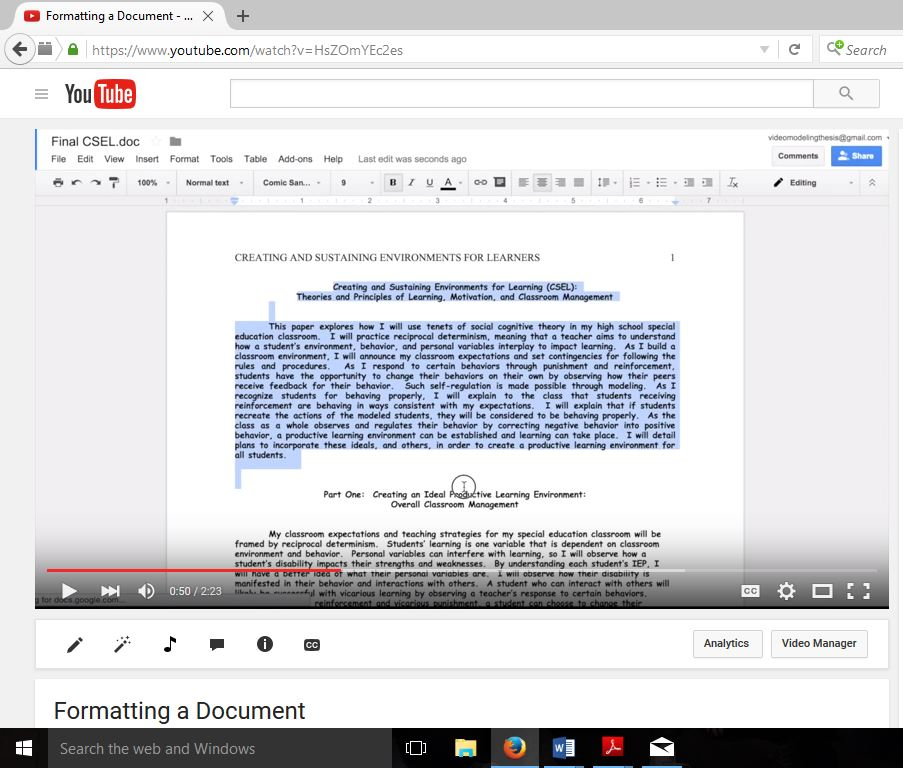 Formatting a Document - ...
https://www.youtube.com/watch?v=HsZOmYEc2es
Search
YouTube
Final CSEL.doc
videomodelingthesis@gmail.com
File Edit View Insert Format Tools Table Add-ons Help Last edit was seconds ago
Comments Share
100% Normal text Comic San... 9 B I U A Editing
1 1 2 3 4 5 6 7
CREATING AND SUSTAINING ENVIRONMENTS FOR LEARNERS 1
Creating and Sustaining Environments for Learning (CSEL):
Theories and Principles of Learning, Motivation, and Classroom Management
This paper explores how I will use tenets of social cognitive theory in my high school special
education classroom. I will practice reciprocal determinism, meaning that a teacher aims to understand
how a student's environment, behavior, and personal variables interplay to impact learning. As I build a
classroom environment, I will announce my classroom expectations and set contingencies for following the
rules and procedures. As I respond to certain behaviors through punishment and reinforcement,
students have the opportunity to change their behaviors on their own by observing how their peers
receive feedback for their behavior. Such self-regulation is made possible through modeling. As I
recognize students for behaving properly, I will explain to the class that students receiving
reinforcement are behaving in ways consistent with my expectations. I will explain that if students
recreate the actions of the modeled students, they will be considered to be behaving properly. As the
class as a whole observes and regulates their behavior by correcting negative behavior into positive
behavior, a productive learning environment can be established and learning can take place. I will detail
plans to incorporate these ideals, and others, in order to create a productive learning environment for
all students.
Part One: Creating an Ideal Productive Learning Environment:
Overall Classroom Management
My classroom expectations and teaching strategies for my special education classroom will be
framed by reciprocal determinism. Students' learning is one variable that is dependent on classroom
environment and behavior. Personal variables can interfere with learning, so I will observe how a
student's disability impacts their strengths and weaknesses. By understanding each student's IEP, I
will have a better idea of what their personal variables are. I will observe how their disability is
manifested in their behavior and interactions with others. A student who can interact with others will
likely be successful with vicarious learning by observing a teacher's response to certain behaviors.
reinforcement and vicarious punishment, a student can choose to change their
g for docs.google.com...
0:50 / 2:23
CC
CC
Analytics Video Manager
Formatting a Document
Search the web and Windows